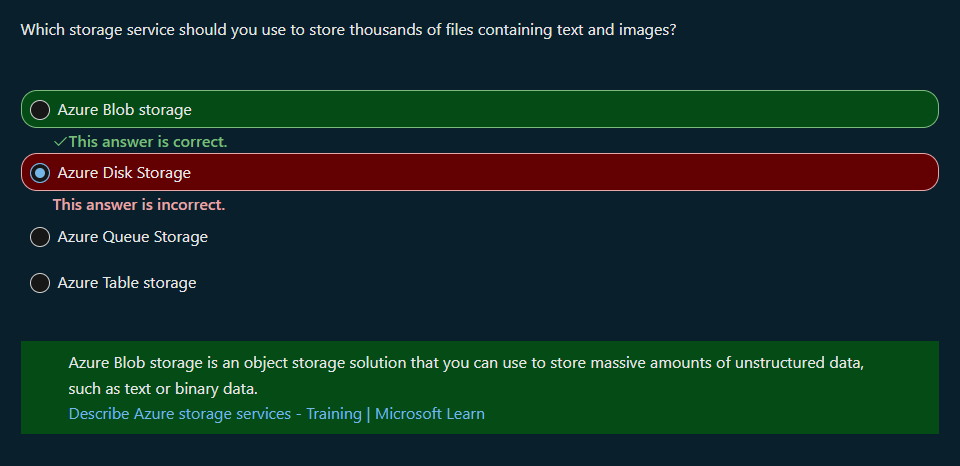 Which storage service should you use to store thousands of files containing text and images?
Azure Blob storage
✓This answer is correct.
Azure Disk Storage
This answer is incorrect.
Azure Queue Storage
Azure Table storage
Azure Blob storage is an object storage solution that you can use to store massive amounts of unstructured data,
such as text or binary data.
Describe Azure storage services - Training | Microsoft Learn